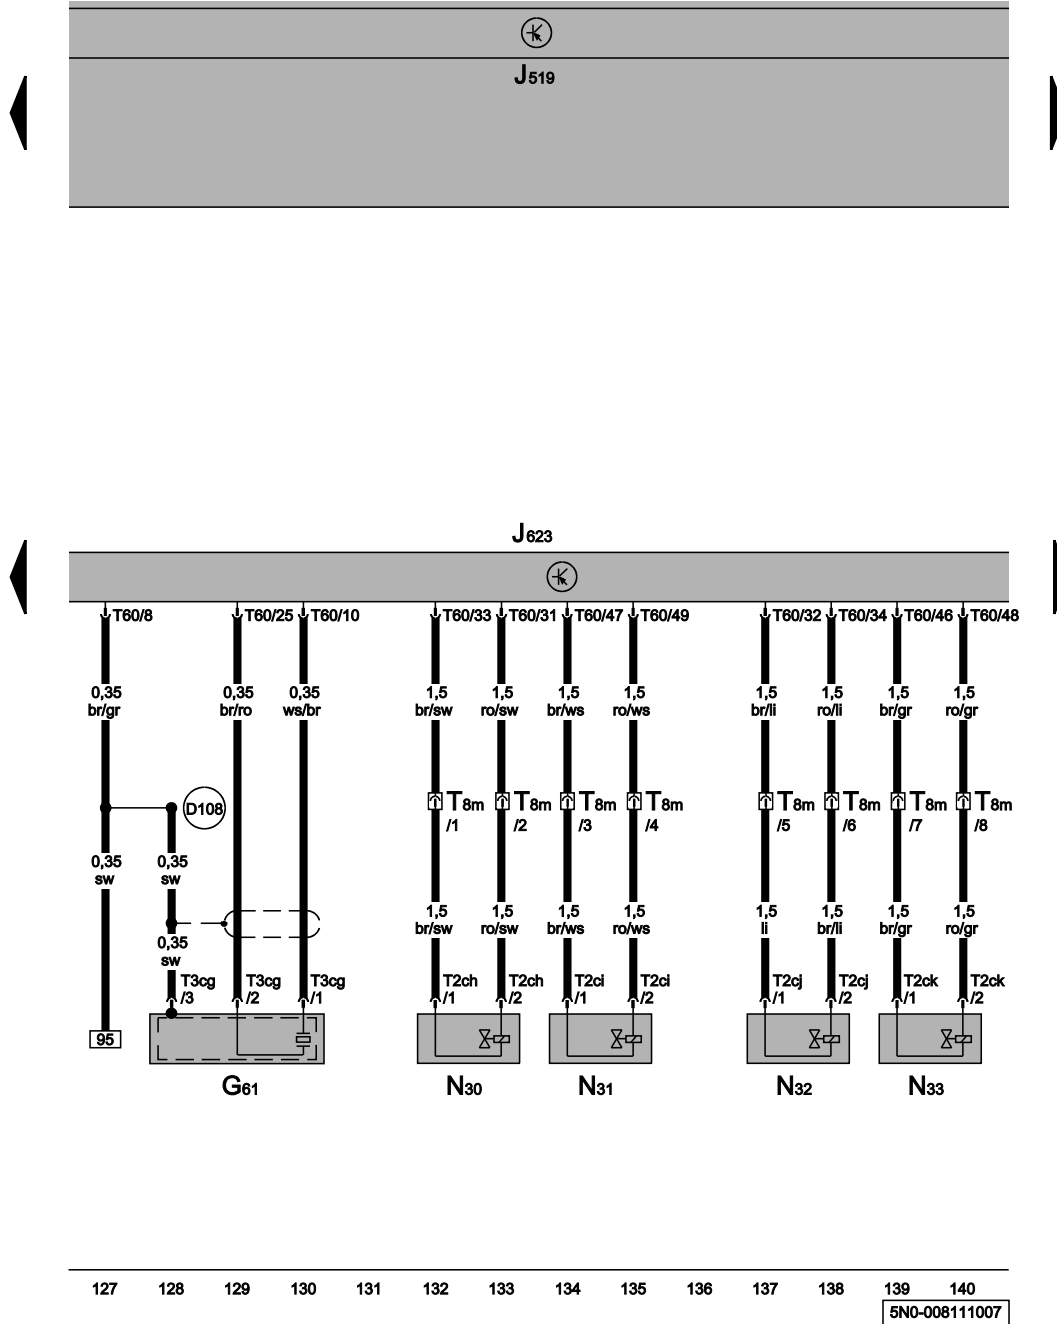 J519
J623
T60/8 T60/25 T60/10 T60/33 T60/31 T60/47 T60/49 T60/32 T60/34 T60/46 T60/48
0,35 0,35 0,35 1,5 1,5 1,5 1,5 1,5 1,5 1,5 1,5
br/gr br/ro ws/br br/sw ro/sw br/ws ro/ws br/li ro/li br/gr ro/gr
D108 T8m T8m T8m T8m T8m T8m T8m T8m
/1 /2 /3 /4 /5 /6 /7 /8
0,35 0,35
sw sw
1,5 1,5 1,5 1,5 1,5 1,5 1,5 1,5
br/sw ro/sw br/ws ro/ws li br/li br/gr ro/gr
0,35
sw
T3cg T3cg T3cg T2ch T2ch T2ci T2ci T2cj T2cj T2ck T2ck
/3 /2 /1 /1 /2 /1 /2 /1 /2 /1 /2
95
G61 N30 N31 N32 N33
127 128 129 130 131 132 133 134 135 136 137 138 139 140
5N0-008111007